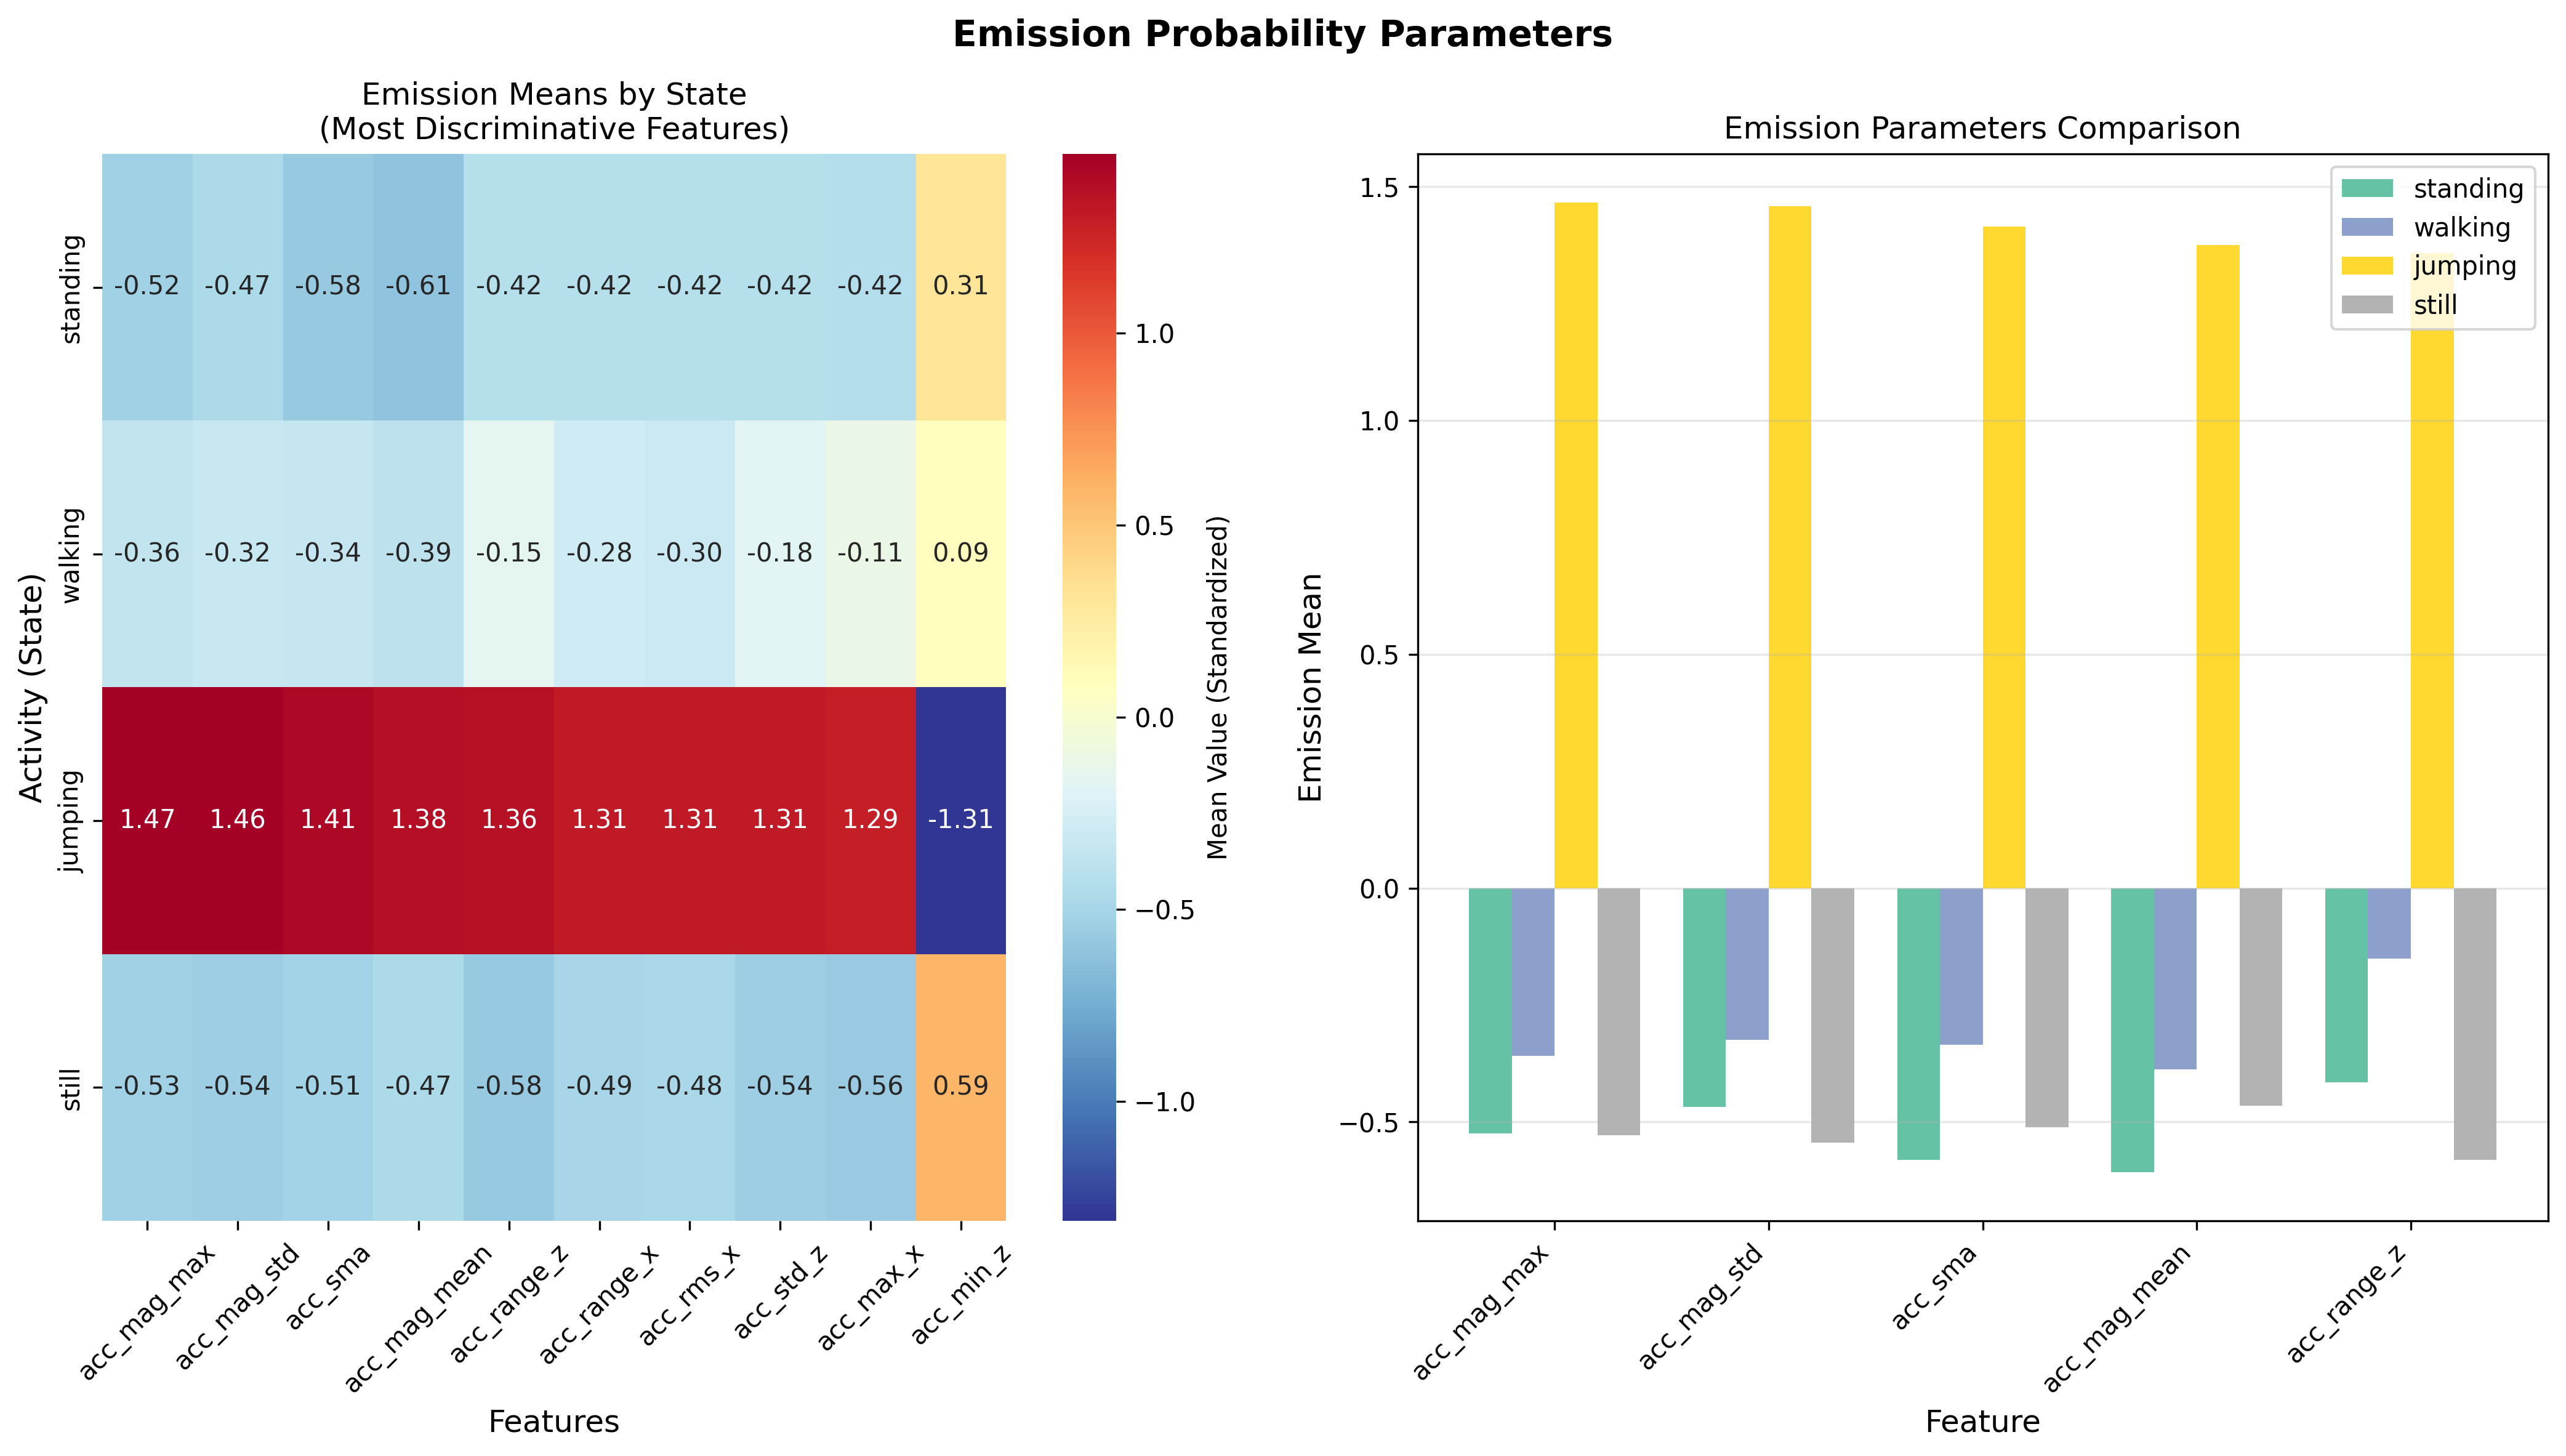 Emission Probability Parameters
Emission Means by State
(Most Discriminative Features)
Activity (State)
standing
-0.52 -0.47 -0.58 -0.61 -0.42 -0.42 -0.42 -0.42 -0.42 0.31
walking
-0.36 -0.32 -0.34 -0.39 -0.15 -0.28 -0.30 -0.18 -0.11 0.09
jumping
1.47 1.46 1.41 1.38 1.36 1.31 1.31 1.31 1.29 -1.31
still
-0.53 -0.54 -0.51 -0.47 -0.58 -0.49 -0.48 -0.54 -0.56 0.59
acc_mag_max
acc_mag_std
acc_sma
acc_mag_mean
acc_range_z
acc_range_x
acc_rms_x
acc_std_z
acc_max_x
acc_min_z
Features
1.0
0.5
0.0
−0.5
−1.0
Mean Value (Standardized)
Emission Parameters Comparison
Emission Mean
1.5
1.0
0.5
0.0
−0.5
standing
walking
jumping
still
acc_mag_max
acc_mag_std
acc_sma
acc_mag_mean
acc_range_z
Feature